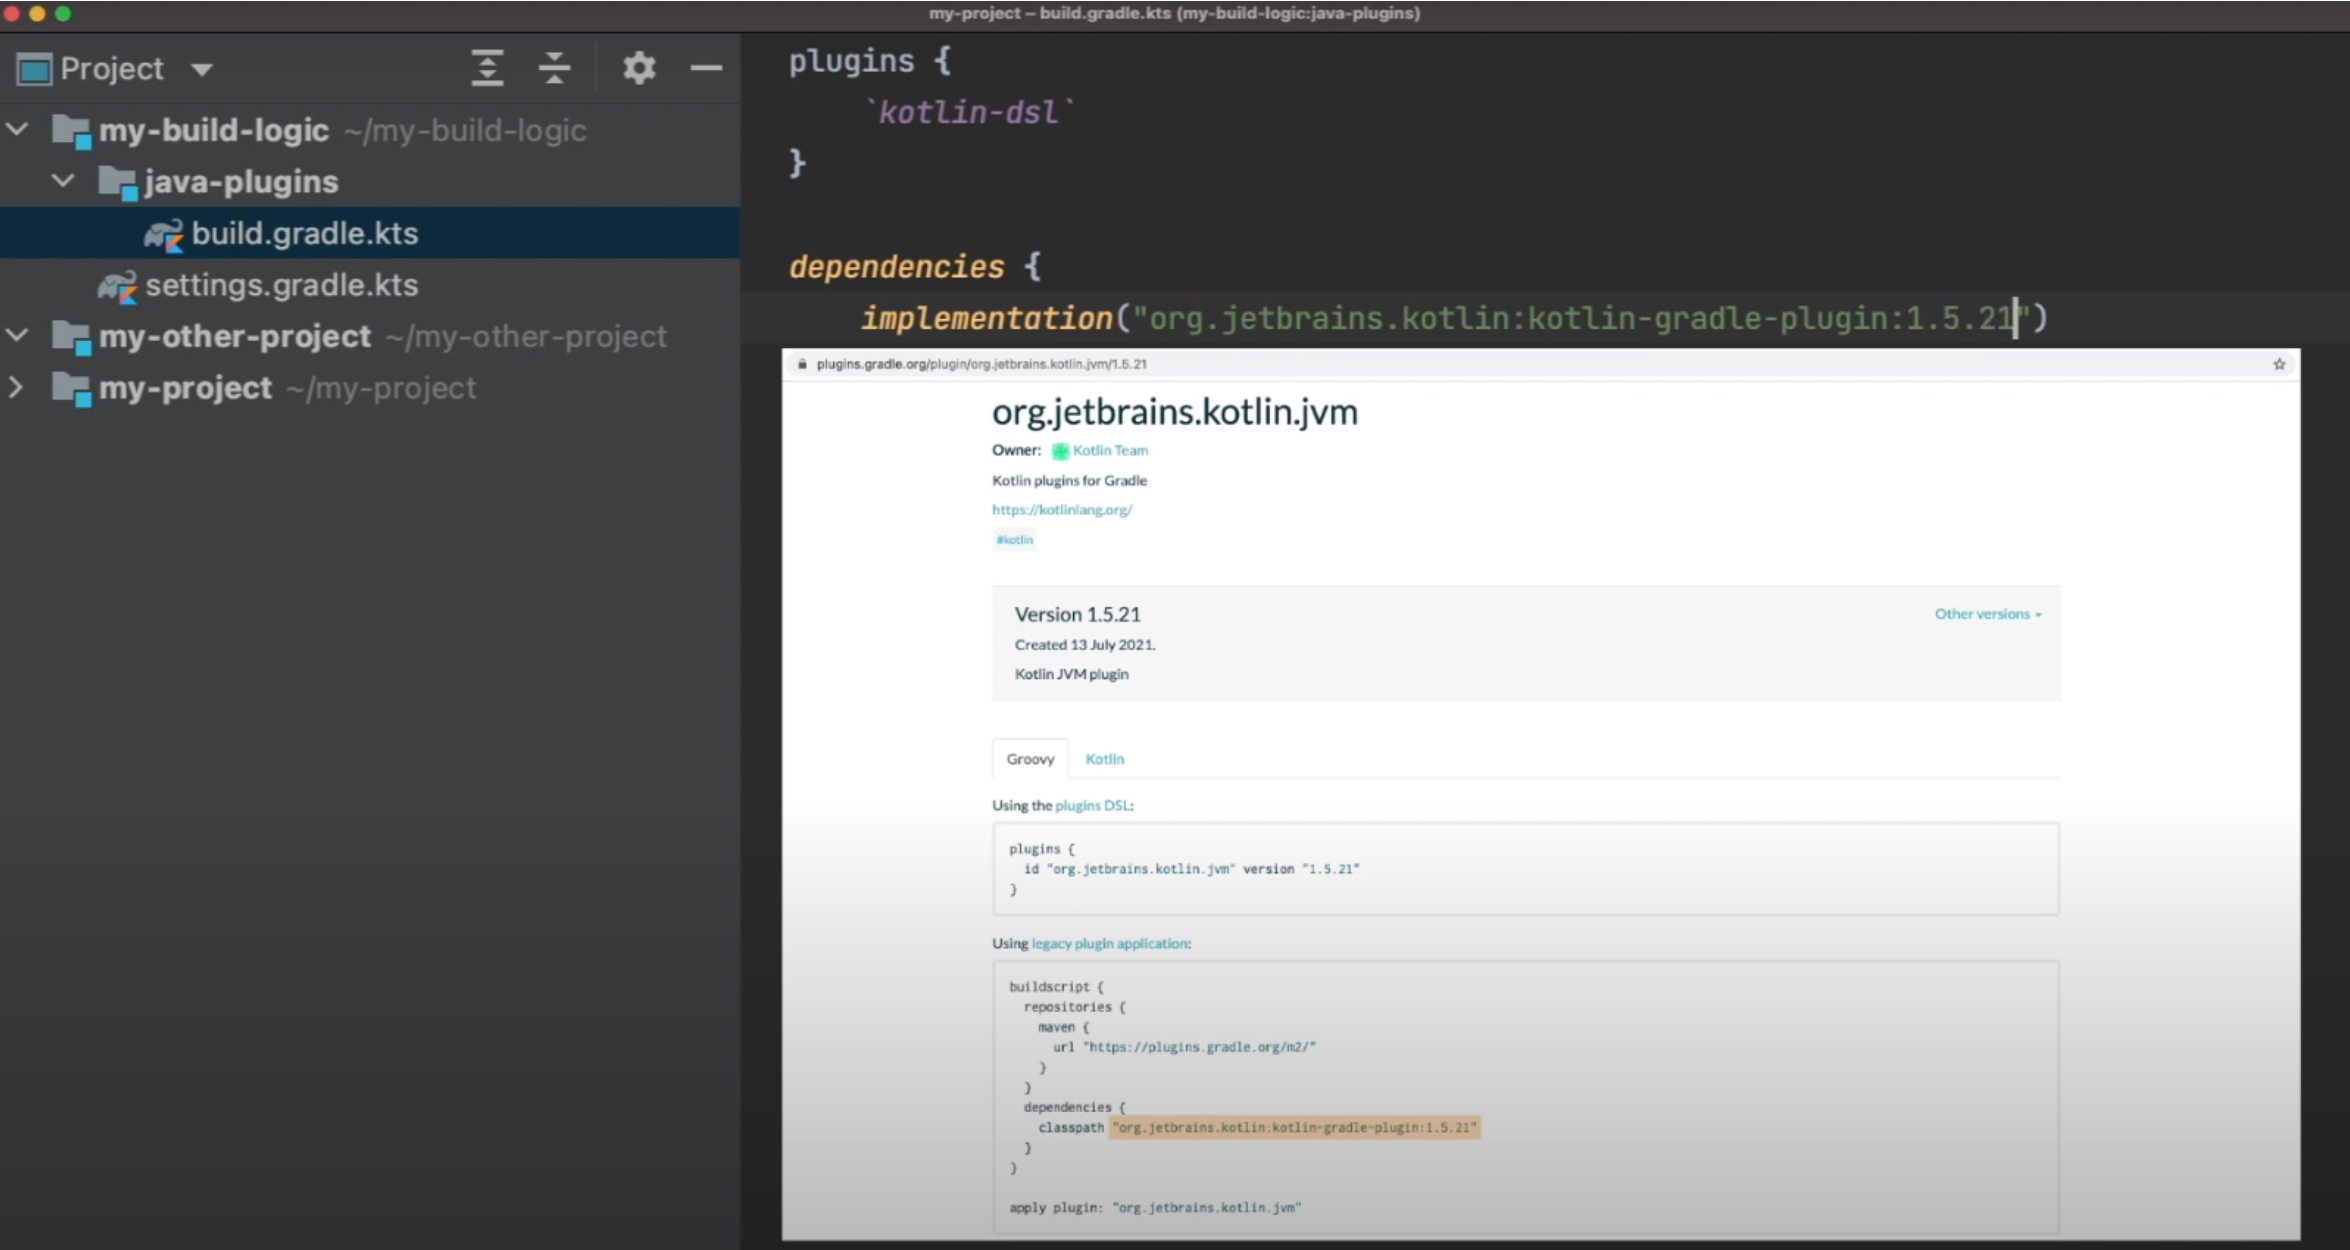 my-project – build.gradle.kts (my-build-logic:java-plugins)
Project
my-build-logic ~/my-build-logic
java-plugins
build.gradle.kts
settings.gradle.kts
my-other-project ~/my-other-project
my-project ~/my-project
plugins {
`kotlin-dsl`
}
dependencies {
implementation("org.jetbrains.kotlin:kotlin-gradle-plugin:1.5.21")
plugins.gradle.org/plugin/org.jetbrains.kotlin.jvm/1.5.21
org.jetbrains.kotlin.jvm
Owner: Kotlin Team
Kotlin plugins for Gradle
https://kotlinlang.org/
#kotlin
Version 1.5.21 Other versions
Created 13 July 2021.
Kotlin JVM plugin
Groovy Kotlin
Using the plugins DSL:
plugins {
id "org.jetbrains.kotlin.jvm" version "1.5.21"
}
Using legacy plugin application:
buildscript {
repositories {
maven {
url "https://plugins.gradle.org/m2/"
}
}
dependencies {
classpath "org.jetbrains.kotlin:kotlin-gradle-plugin:1.5.21"
}
}
apply plugin: "org.jetbrains.kotlin.jvm"